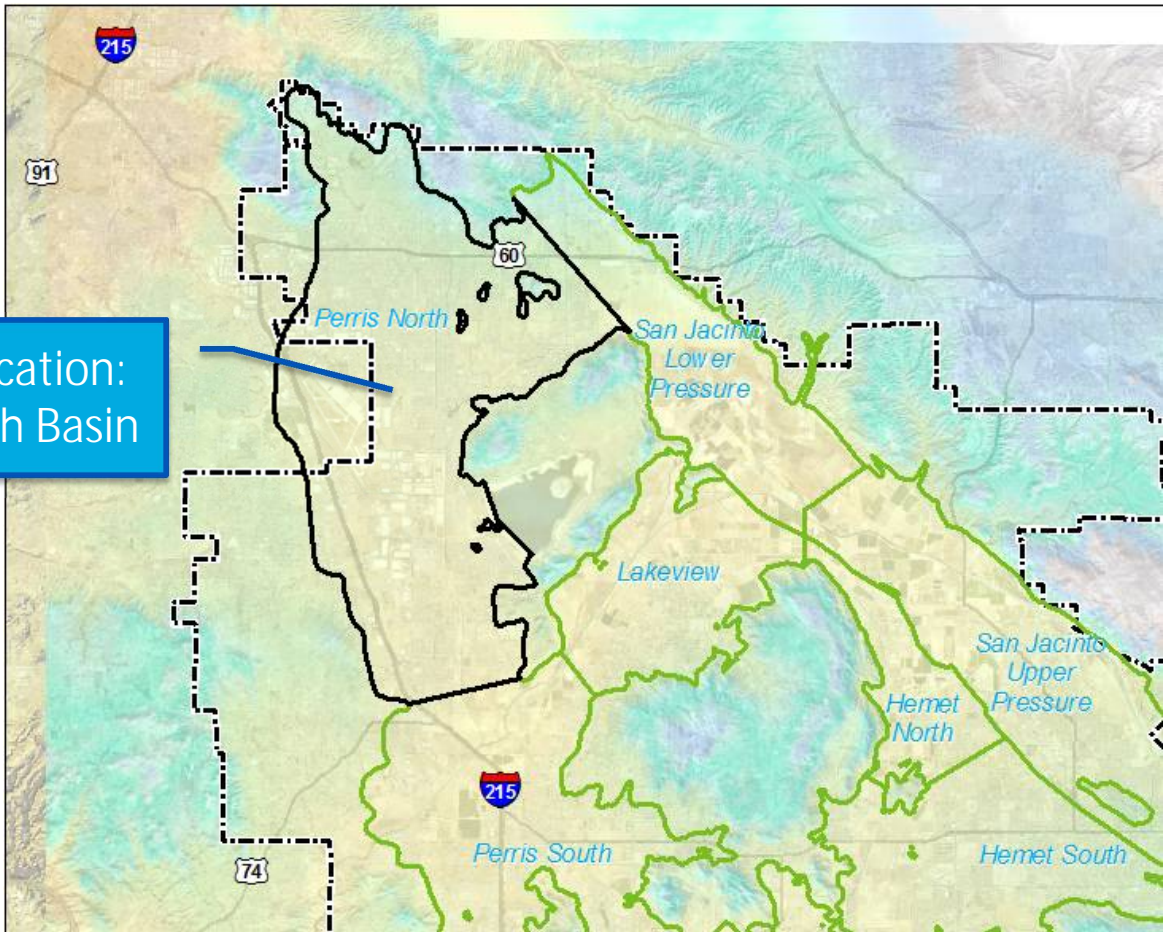 215
91
60
Perris North
San Jacinto
Lower
Pressure
cation:
h Basin
Lakeview
San Jacinto
Upper
Pressure
Hemet
North
215
Perris South
Hemet South
74